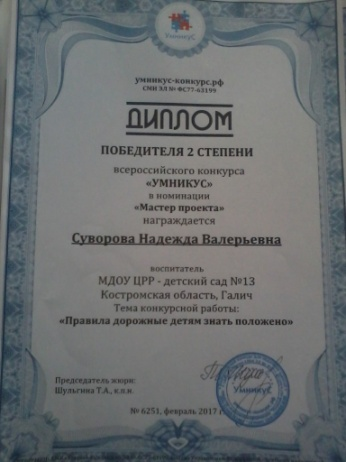 УмникуС
умникус-конкурс.рф
СМИ ЭЛ № ФС77-63199
ДИПЛОМ
ПОБЕДИТЕЛЯ 2 СТЕПЕНИ
всероссийского конкурса
«УМНИКУС»
в номинации
«Мастер проекта»
награждается
Суворова Надежда Валерьевна
воспитатель
МДОУ ЦРР - детский сад №13
Костромская область, Галич
Тема конкурсной работы:
«Правила дорожные детям знать положено»
Председатель жюри:
Шульгина Т.А., к.п.н.
УмникуС
№ 6251, февраль 2017 г.